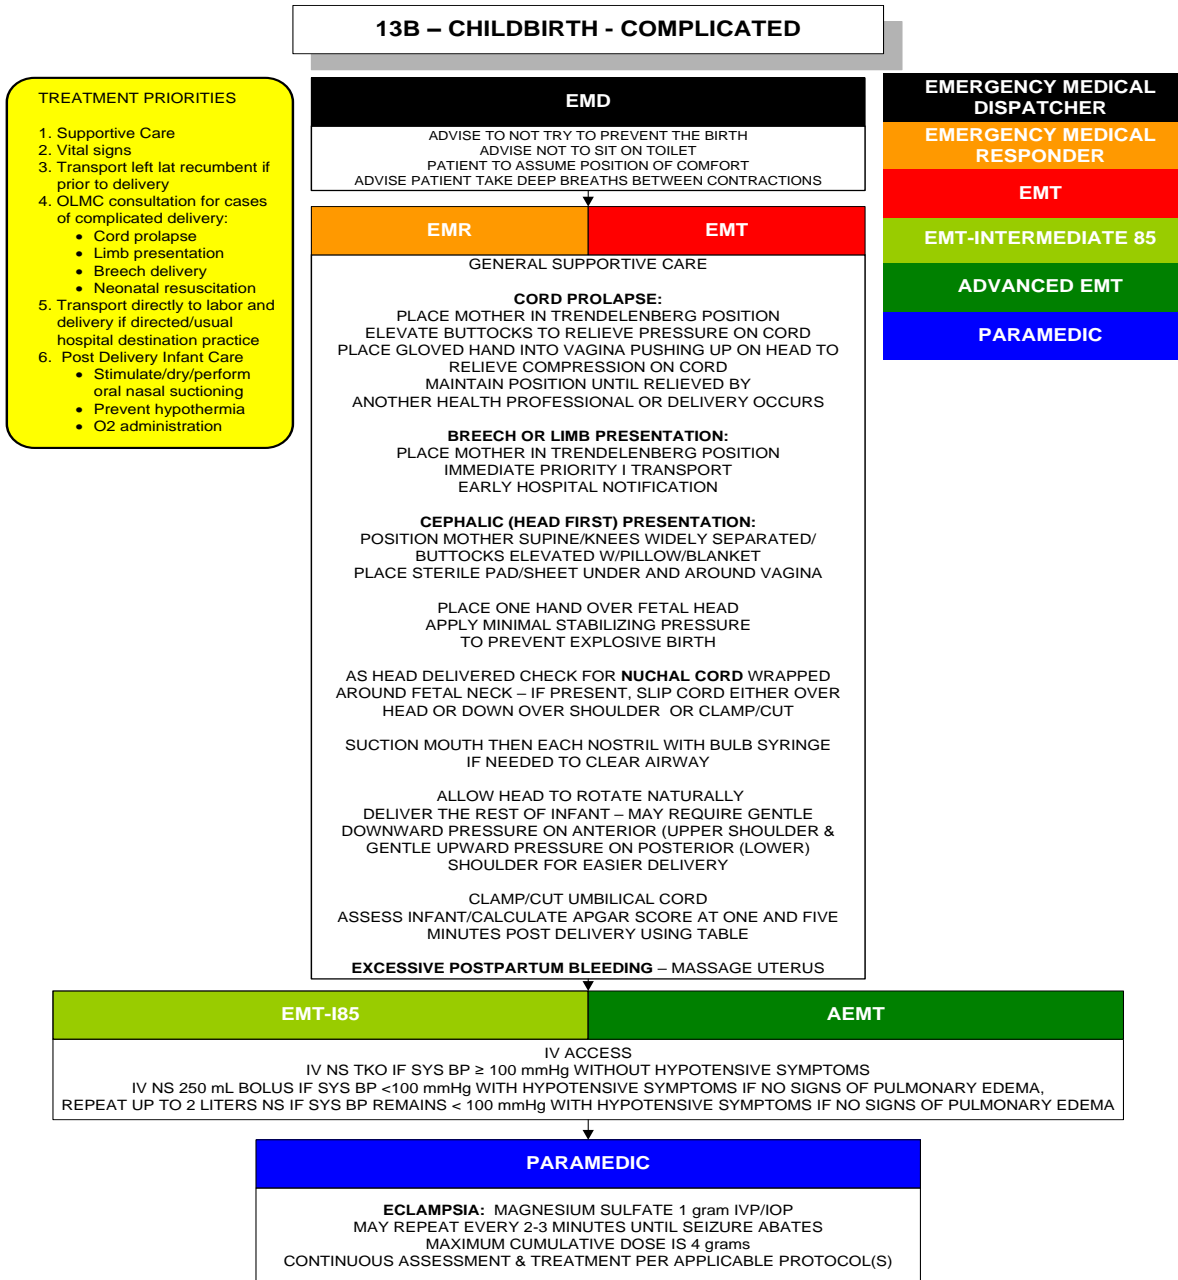 13B – CHILDBIRTH - COMPLICATED
TREATMENT PRIORITIES
1. Supportive Care
2. Vital signs
3. Transport left lat recumbent if
prior to delivery
4. OLMC consultation for cases
of complicated delivery:
• Cord prolapse
• Limb presentation
• Breech delivery
• Neonatal resuscitation
5. Transport directly to labor and
delivery if directed/usual
hospital destination practice
6. Post Delivery Infant Care
• Stimulate/dry/perform
oral nasal suctioning
• Prevent hypothermia
• O2 administration
EMD
ADVISE TO NOT TRY TO PREVENT THE BIRTH
ADVISE NOT TO SIT ON TOILET
PATIENT TO ASSUME POSITION OF COMFORT
ADVISE PATIENT TAKE DEEP BREATHS BETWEEN CONTRACTIONS
EMERGENCY MEDICAL
DISPATCHER
EMERGENCY MEDICAL
RESPONDER
EMT
EMT-INTERMEDIATE 85
ADVANCED EMT
PARAMEDIC
EMR
EMT
GENERAL SUPPORTIVE CARE
CORD PROLAPSE:
PLACE MOTHER IN TRENDELENBERG POSITION
ELEVATE BUTTOCKS TO RELIEVE PRESSURE ON CORD
PLACE GLOVED HAND INTO VAGINA PUSHING UP ON HEAD TO
RELIEVE COMPRESSION ON CORD
MAINTAIN POSITION UNTIL RELIEVED BY
ANOTHER HEALTH PROFESSIONAL OR DELIVERY OCCURS
BREECH OR LIMB PRESENTATION:
PLACE MOTHER IN TRENDELENBERG POSITION
IMMEDIATE PRIORITY I TRANSPORT
EARLY HOSPITAL NOTIFICATION
CEPHALIC (HEAD FIRST) PRESENTATION:
POSITION MOTHER SUPINE/KNEES WIDELY SEPARATED/
BUTTOCKS ELEVATED W/PILLOW/BLANKET
PLACE STERILE PAD/SHEET UNDER AND AROUND VAGINA
PLACE ONE HAND OVER FETAL HEAD
APPLY MINIMAL STABILIZING PRESSURE
TO PREVENT EXPLOSIVE BIRTH
AS HEAD DELIVERED CHECK FOR NUCHAL CORD WRAPPED
AROUND FETAL NECK – IF PRESENT, SLIP CORD EITHER OVER
HEAD OR DOWN OVER SHOULDER OR CLAMP/CUT
SUCTION MOUTH THEN EACH NOSTRIL WITH BULB SYRINGE
IF NEEDED TO CLEAR AIRWAY
ALLOW HEAD TO ROTATE NATURALLY
DELIVER THE REST OF INFANT – MAY REQUIRE GENTLE
DOWNWARD PRESSURE ON ANTERIOR (UPPER SHOULDER &
GENTLE UPWARD PRESSURE ON POSTERIOR (LOWER)
SHOULDER FOR EASIER DELIVERY
CLAMP/CUT UMBILICAL CORD
ASSESS INFANT/CALCULATE APGAR SCORE AT ONE AND FIVE
MINUTES POST DELIVERY USING TABLE
EXCESSIVE POSTPARTUM BLEEDING – MASSAGE UTERUS
EMT-I85
AEMT
IV ACCESS
IV NS TKO IF SYS BP ≥ 100 mmHg WITHOUT HYPOTENSIVE SYMPTOMS
IV NS 250 mL BOLUS IF SYS BP <100 mmHg WITH HYPOTENSIVE SYMPTOMS IF NO SIGNS OF PULMONARY EDEMA,
REPEAT UP TO 2 LITERS NS IF SYS BP REMAINS < 100 mmHg WITH HYPOTENSIVE SYMPTOMS IF NO SIGNS OF PULMONARY EDEMA
PARAMEDIC
ECLAMPSIA: MAGNESIUM SULFATE 1 gram IVP/IOP
MAY REPEAT EVERY 2-3 MINUTES UNTIL SEIZURE ABATES
MAXIMUM CUMULATIVE DOSE IS 4 grams
CONTINUOUS ASSESSMENT & TREATMENT PER APPLICABLE PROTOCOL(S)